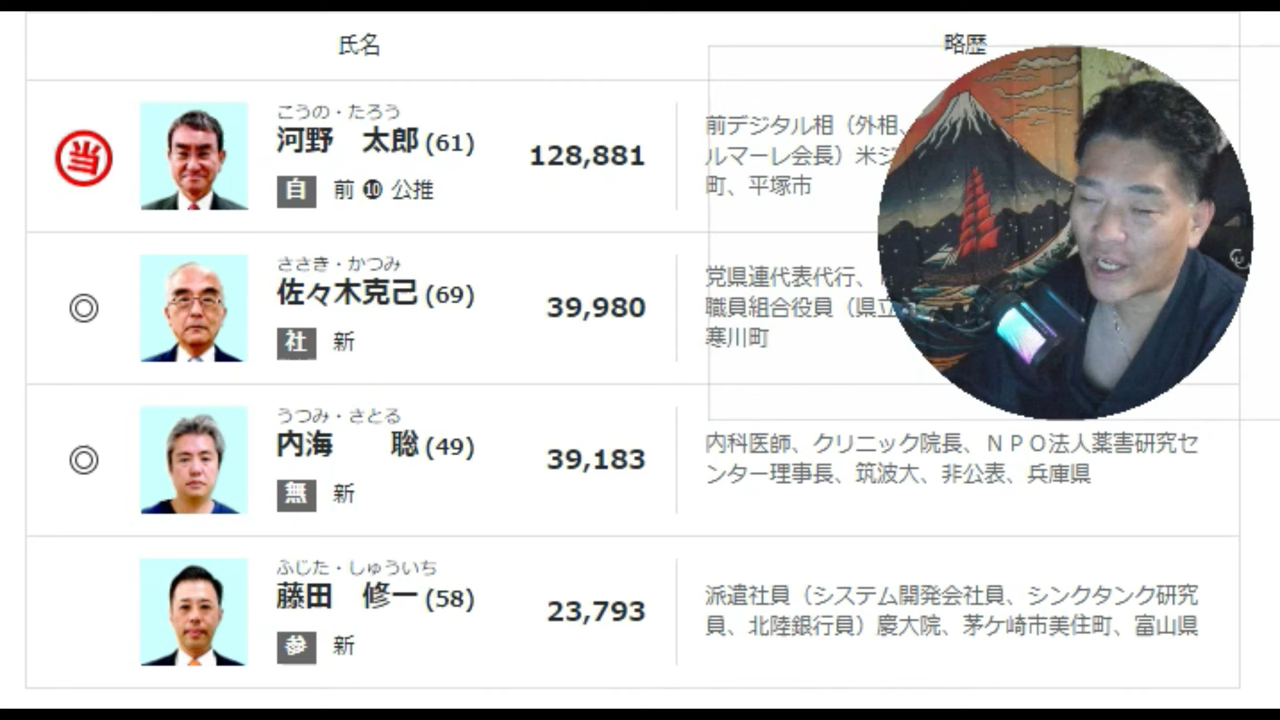 氏名
略歴
当
こうの・たろう
河野 太郎 (61)
自 前 ❿ 公推
128,881
前デジタル相（外相、
ルマーレ会長）米ジ
町、平塚市
◎
ささき・かつみ
佐々木克己 (69)
社 新
39,980
党県連代表代行、
職員組合役員（県立
寒川町
◎
うつみ・さとる
内海 聡 (49)
無 新
39,183
内科医師、クリニック院長、ＮＰＯ法人薬害研究セ
ンター理事長、筑波大、非公表、兵庫県
ふじた・しゅういち
藤田 修一 (58)
参 新
23,793
派遣社員（システム開発会社員、シンクタンク研究
員、北陸銀行員）慶大院、茅ケ崎市美住町、富山県